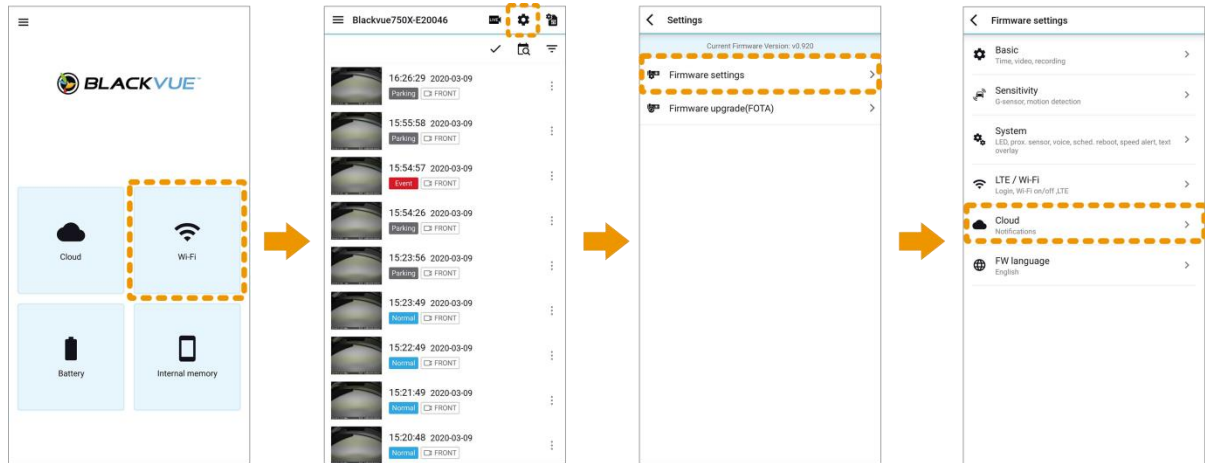 BLACKVUE
Cloud
Wi-Fi
Battery
Internal memory
Blackvue750X-E20046
LIVE
16:26:29 2020-03-09
Parking FRONT
15:55:58 2020-03-09
Parking FRONT
15:54:57 2020-03-09
Event FRONT
15:54:26 2020-03-09
Parking FRONT
15:23:56 2020-03-09
Parking FRONT
15:23:49 2020-03-09
Normal FRONT
15:22:49 2020-03-09
Normal FRONT
15:21:49 2020-03-09
Normal FRONT
15:20:48 2020-03-09
Normal FRONT
Settings
Current Firmware Version: v0.920
Firmware settings
Firmware upgrade(FOTA)
Firmware settings
Basic
Time, video, recording
Sensitivity
G-sensor, motion detection
System
LED, prox. sensor, voice, sched. reboot, speed alert, text
overlay
LTE / Wi-Fi
Login, Wi-Fi on/off ,LTE
Cloud
Notifications
FW language
English